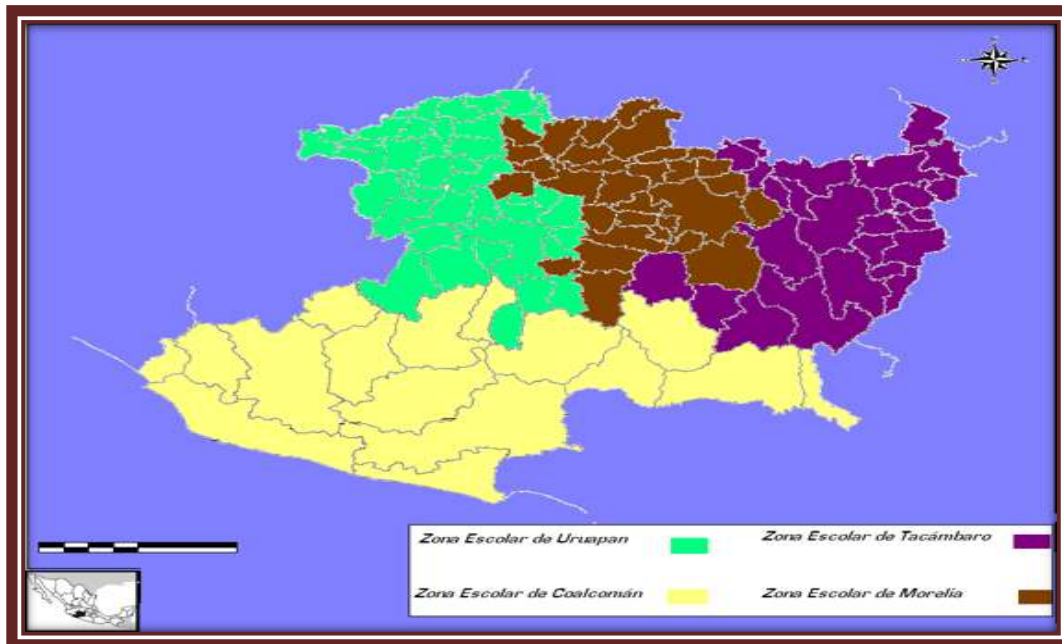 Zona Escolar de Uruapan
Zona Escolar de Tacámbaro
Zona Escolar de Coalcomán
Zona Escolar de Morelia